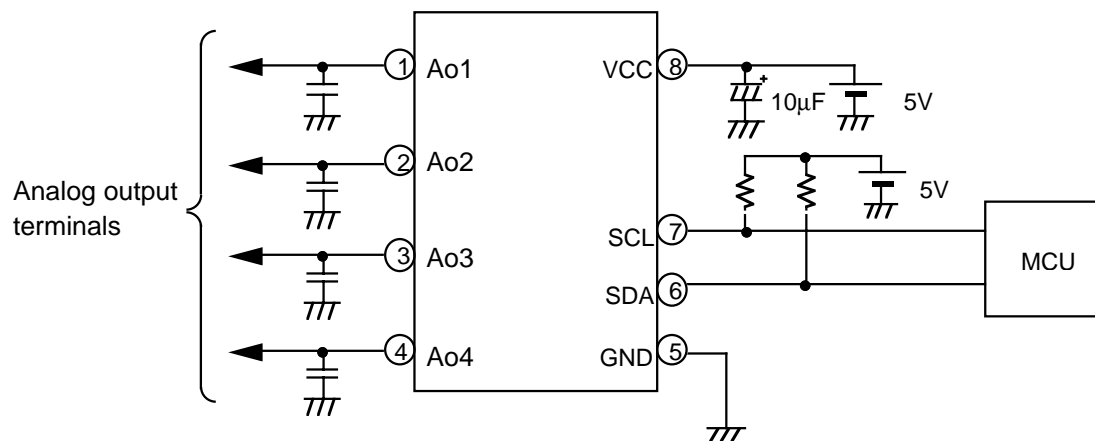 1 Ao1
VCC 8
10μF
+
5V
2 Ao2
Analog output
terminals
5V
SCL 7
3 Ao3
MCU
SDA 6
4 Ao4
GND 5